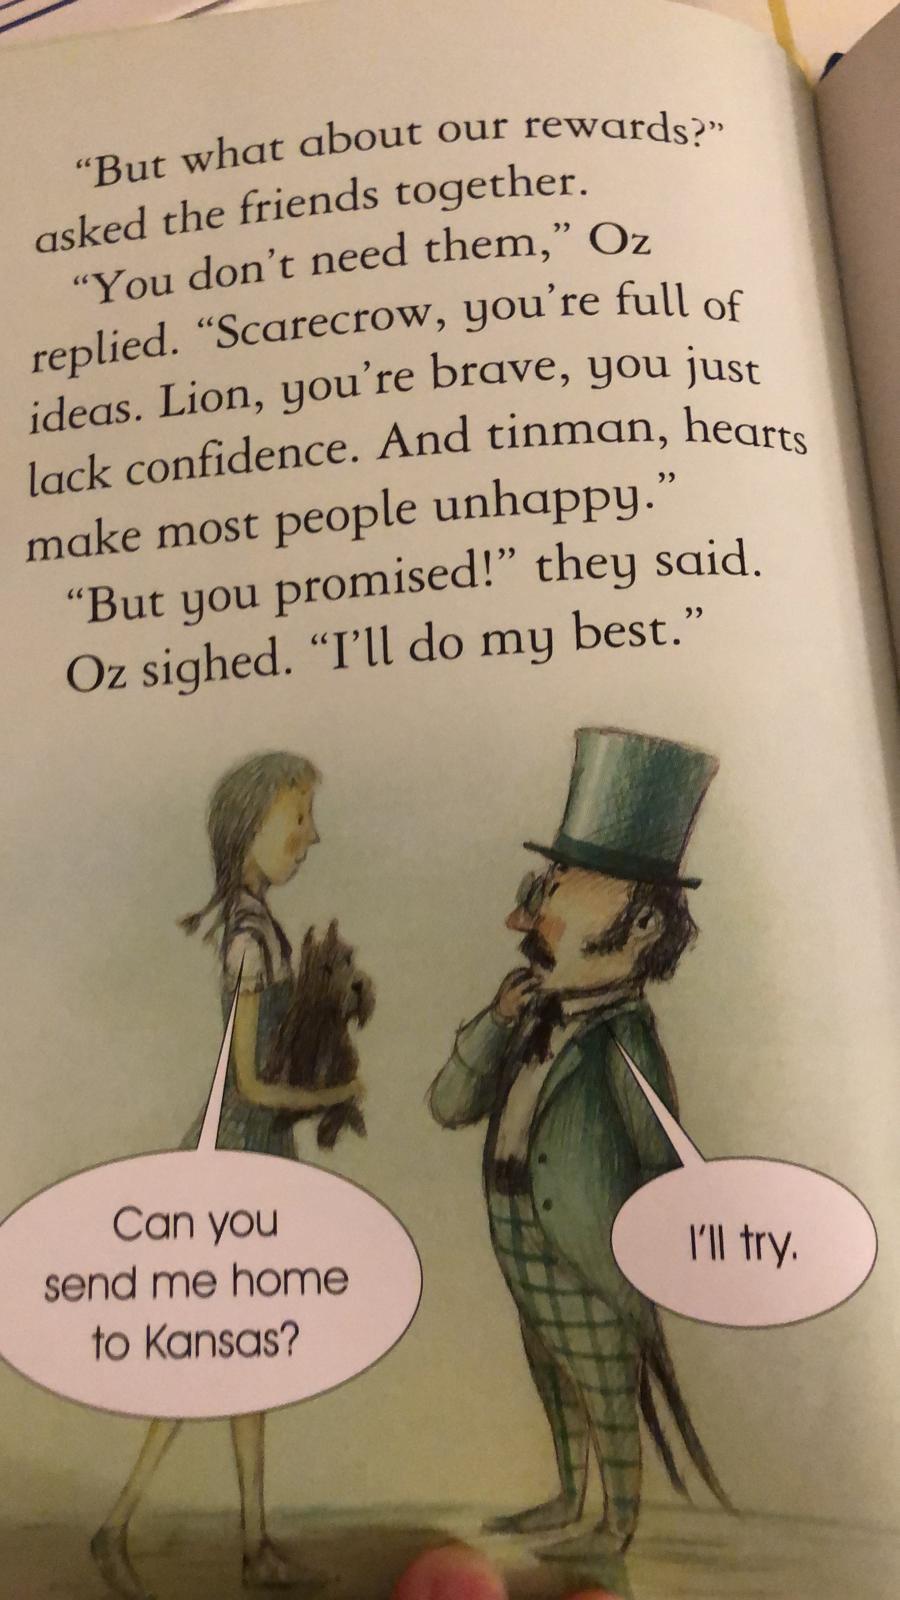 “But what about our rewards?”
asked the friends together.
“You don’t need them,” Oz
replied. “Scarecrow, you’re full of
ideas. Lion, you’re brave, you just
lack confidence. And tinman, hearts
make most people unhappy.”
“But you promised!” they said.
Oz sighed. “I’ll do my best.”
Can you
send me home
to Kansas?
I’ll try.